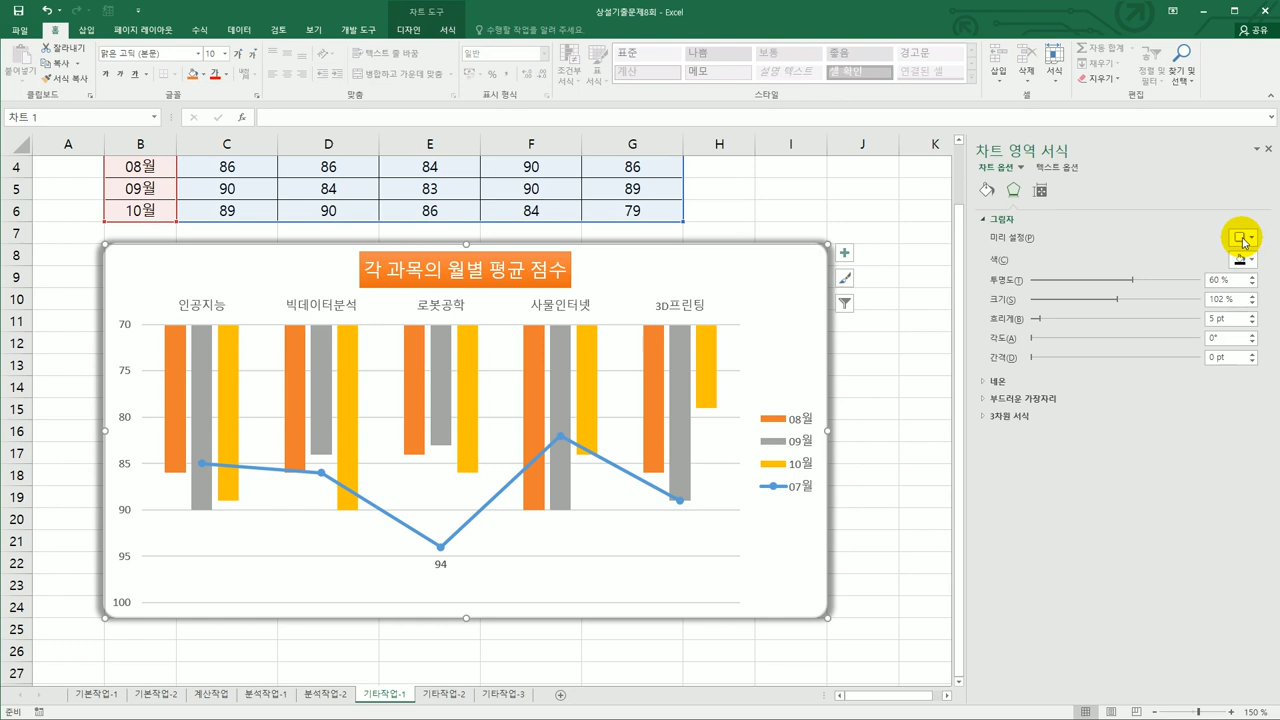 차트 도구
상설기출문제8회 - Excel
파일 홈 삽입 페이지 레이아웃 수식 데이터 검토 보기 개발 도구 디자인 서식 수행할 작업을 알려 주세요.
공유
붙여넣기
잘라내기
복사
서식 복사
클립보드
맑은 고딕 (본문) 10
글꼴
텍스트 줄 바꿈
병합하고 가운데 맞춤
맞춤
일반
표시 형식
조건부 서식
표 서식
표준 나쁨 보통 좋음 경고문
계산 메모 설명 텍스트 셀 확인 연결된 셀
스타일
삽입 삭제 서식
셀
자동 합계
채우기
지우기
정렬 및 필터
찾기 및 선택
편집
차트 1
fx
A B C D E F G H I J K
4 08월 86 86 84 90 86
5 09월 90 84 83 90 89
6 10월 89 90 86 84 79
7
8
9
10
11
12
13
14
15
16
17
18
19
20
21
22
23
24
25
26
27
각 과목의 월별 평균 점수
인공지능 빅데이터분석 로봇공학 사물인터넷 3D프린팅
70
75
80
85
90
95
100
94
08월
09월
10월
07월
차트 영역 서식
차트 옵션 텍스트 옵션
그림자
미리 설정(P)
색(C)
투명도(T) 60 %
크기(S) 102 %
흐리게(B) 5 pt
각도(A) 0°
간격(D) 0 pt
네온
부드러운 가장자리
3차원 서식
기본작업-1 기본작업-2 계산작업 분석작업-1 분석작업-2 기타작업-1 기타작업-2 기타작업-3
준비
150 %